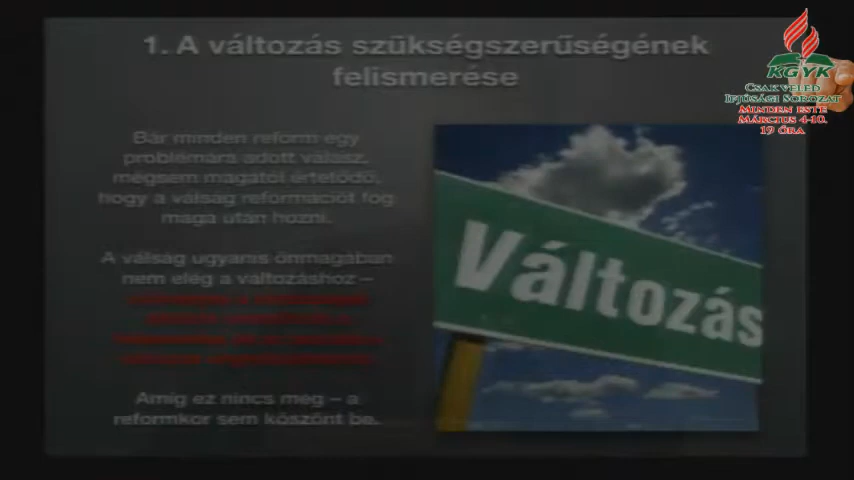 1. A változás szükségszerűségének
felismerése
Bár minden reform egy
problémára adott válasz,
mégsem magától értetődő,
hogy a válság reformációt fog
maga után hozni.
A válság ugyanis önmagában
nem elég a változáshoz –
Amíg ez nincs meg – a
reformkor sem köszönt be.
Változás
KGYK
Csak veled
Ifjúsági Sorozat
Minden este
Március 4-10.
19 óra